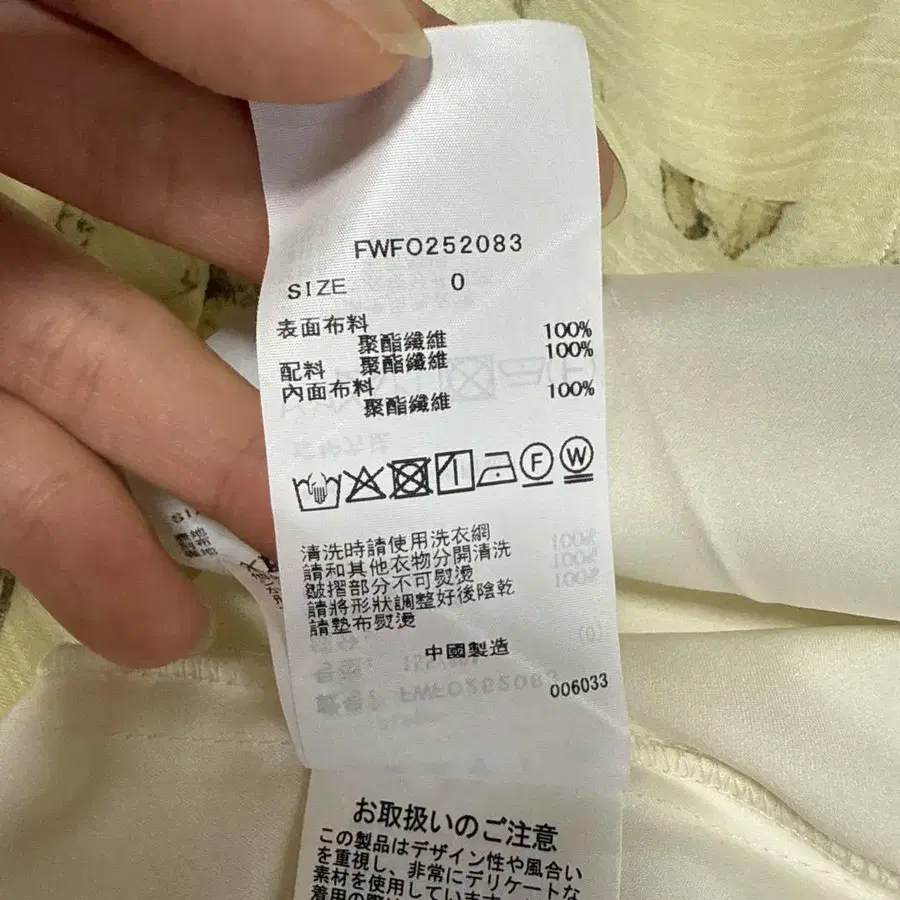 FWFO252083
SIZE 0
表面布料
聚酯纖維 100%
配料 聚酯纖維 100%
內面布料
聚酯纖維 100%
F W
清洗時請使用洗衣網
請和其他衣物分開清洗
皺摺部分不可熨燙
請將形狀調整好後陰乾
請墊布熨燙
中國製造
006033
お取扱いのご注意
この製品はデザイン性や風合い
を重視し、非常にデリケートな
素材を使用しています